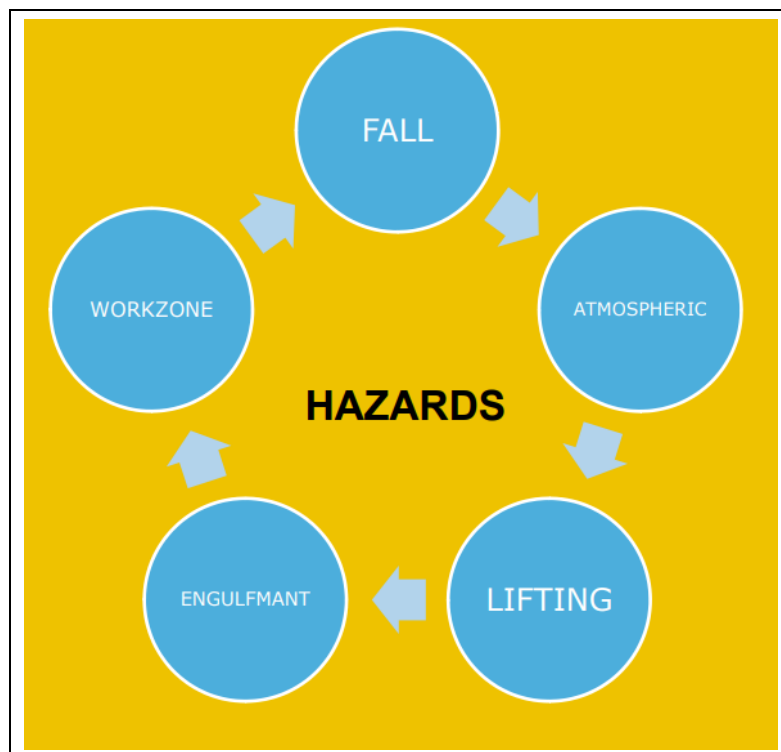 FALL
ATMOSPHERIC
LIFTING
ENGULFMANT
WORKZONE
HAZARDS